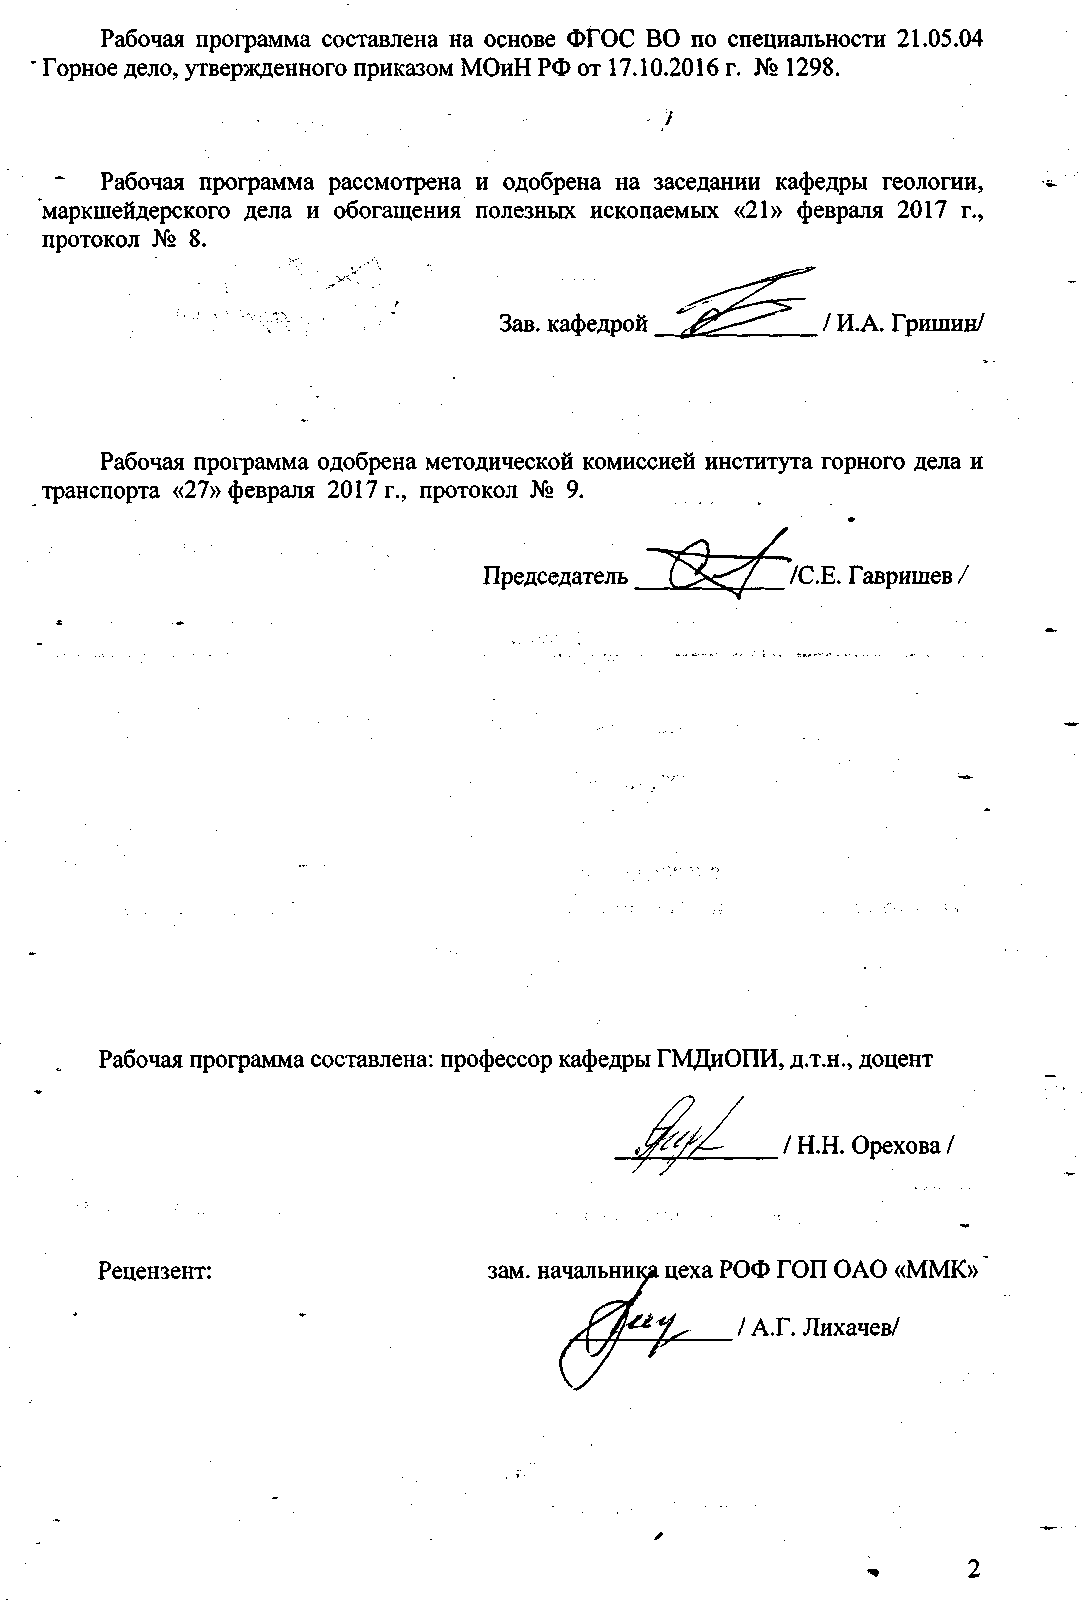 Рабочая программа составлена на основе ФГОС ВО по специальности 21.05.04
Горное дело, утвержденного приказом МОиН РФ от 17.10.2016 г. № 1298.
Рабочая программа рассмотрена и одобрена на заседании кафедры геологии,
маркшейдерского дела и обогащения полезных ископаемых «21» февраля 2017 г.,
протокол № 8.
Зав. кафедрой ____________ / И.А. Гришин/
Рабочая программа одобрена методической комиссией института горного дела и
транспорта «27» февраля 2017 г., протокол № 9.
Председатель ____________ /С.Е. Гавришев /
Рабочая программа составлена: профессор кафедры ГМДиОПИ, д.т.н., доцент
____________ / Н.Н. Орехова /
Рецензент: зам. начальника цеха РОФ ГОП ОАО «ММК»
____________ / А.Г. Лихачев/
2